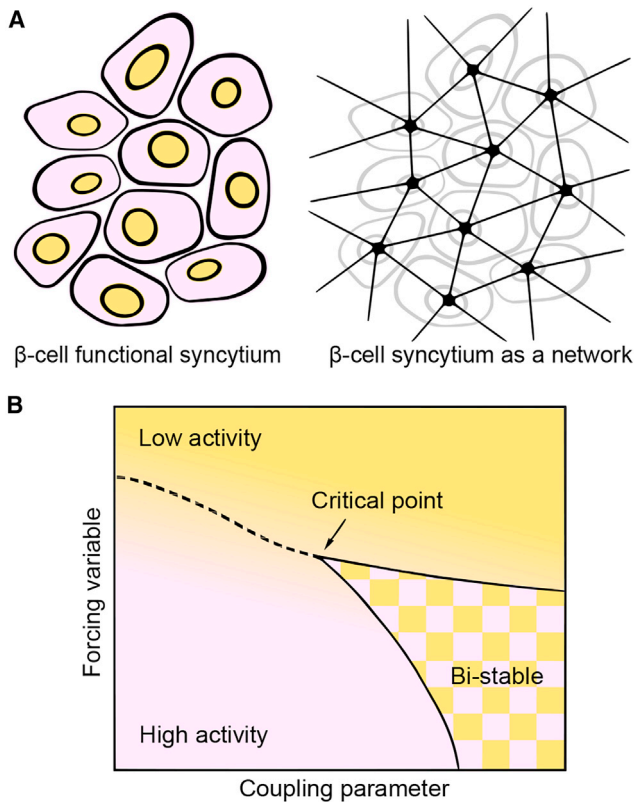 A
β-cell functional syncytium
β-cell syncytium as a network
B
Low activity
Critical point
Forcing variable
Bi-stable
High activity
Coupling parameter